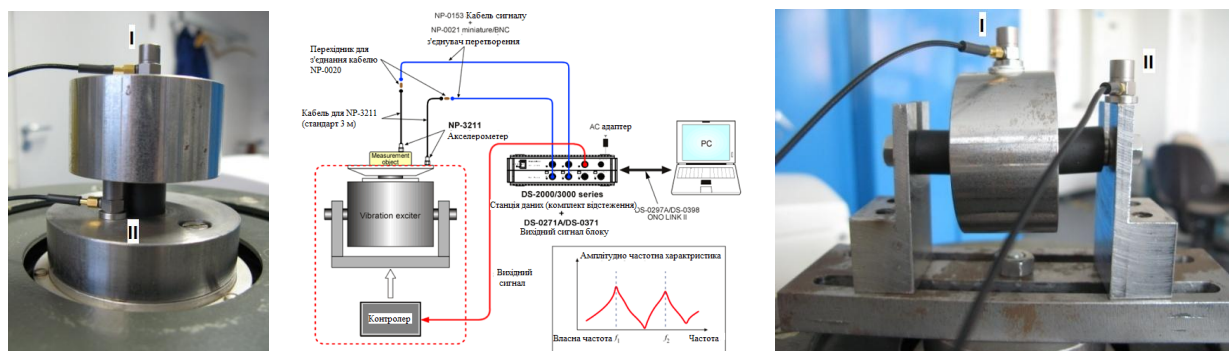 I
II
NP-0153 Кабель сигналу
+
NP-0021 miniature/BNC
з'єднувач перетворення
Перехідник для
з'єднання кабелю
NP-0020
Кабель для NP-3211
(стандарт 3 м)
NP-3211
Акселерометр
Measurement
object
Vibration exciter
Контролер
Вихідний
сигнал
AC адаптер
PC
DS-2000/3000 series
Станція даних (комплект відстеження)
+
DS-0271A/DS-0371
Вихідний сигнал блоку
DS-0297A/DS-0398
ONO LINK II
Амплітудно частотна характеристика
Власна частота f1
f2
Частота
I
II